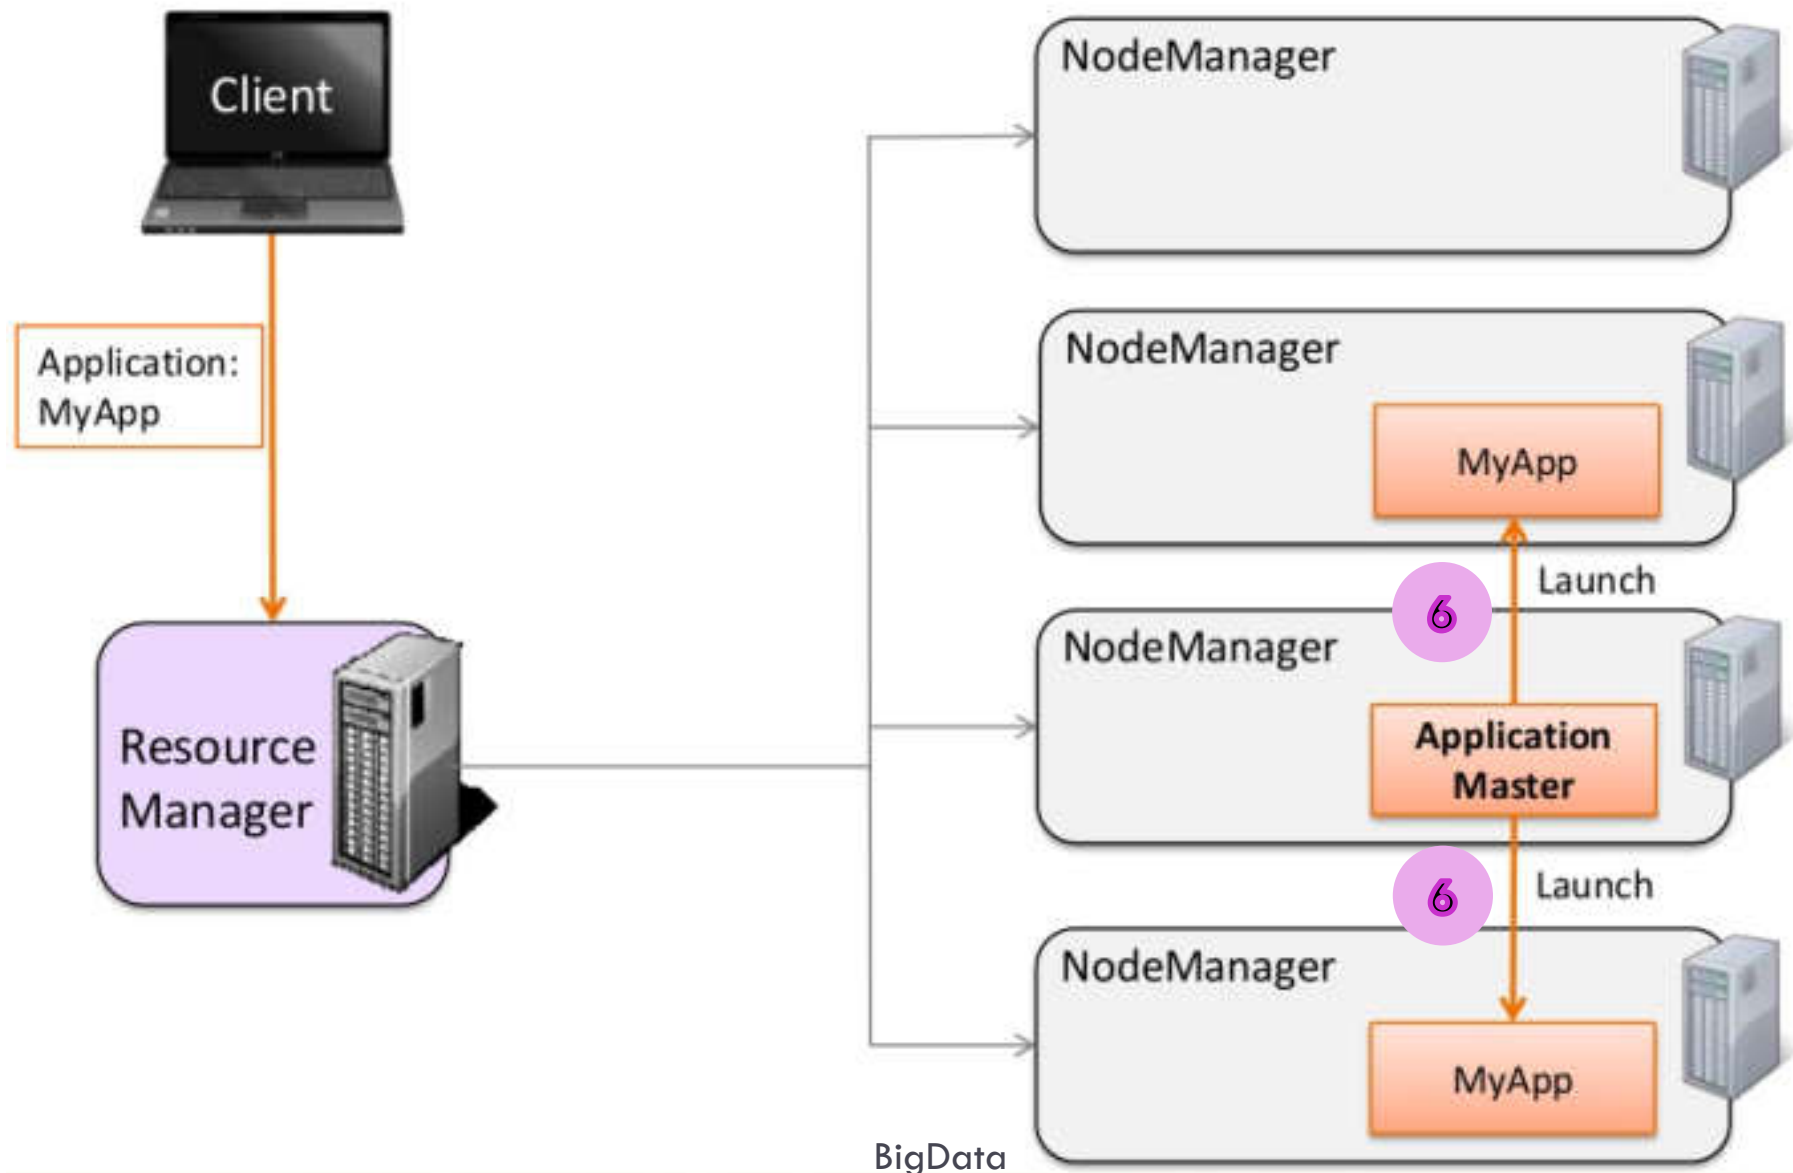 Client
Application:
MyApp
Resource
Manager
NodeManager
NodeManager
MyApp
Launch
6
NodeManager
Application
Master
6
Launch
NodeManager
MyApp
BigData